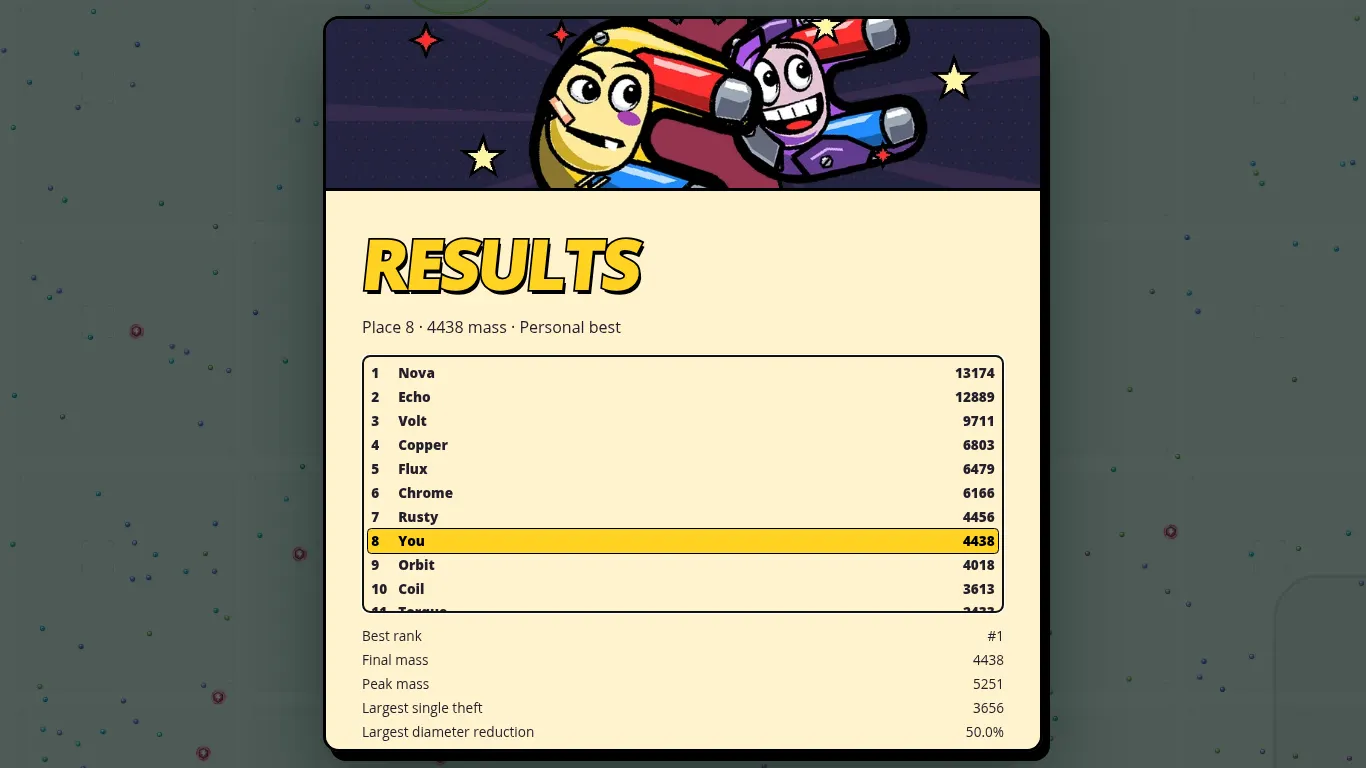 RESULTS
Place 8 · 4438 mass · Personal best
1 Nova 13174
2 Echo 12889
3 Volt 9711
4 Copper 6803
5 Flux 6479
6 Chrome 6166
7 Rusty 4456
8 You 4438
9 Orbit 4018
10 Coil 3613
Best rank #1
Final mass 4438
Peak mass 5251
Largest single theft 3656
Largest diameter reduction 50.0%